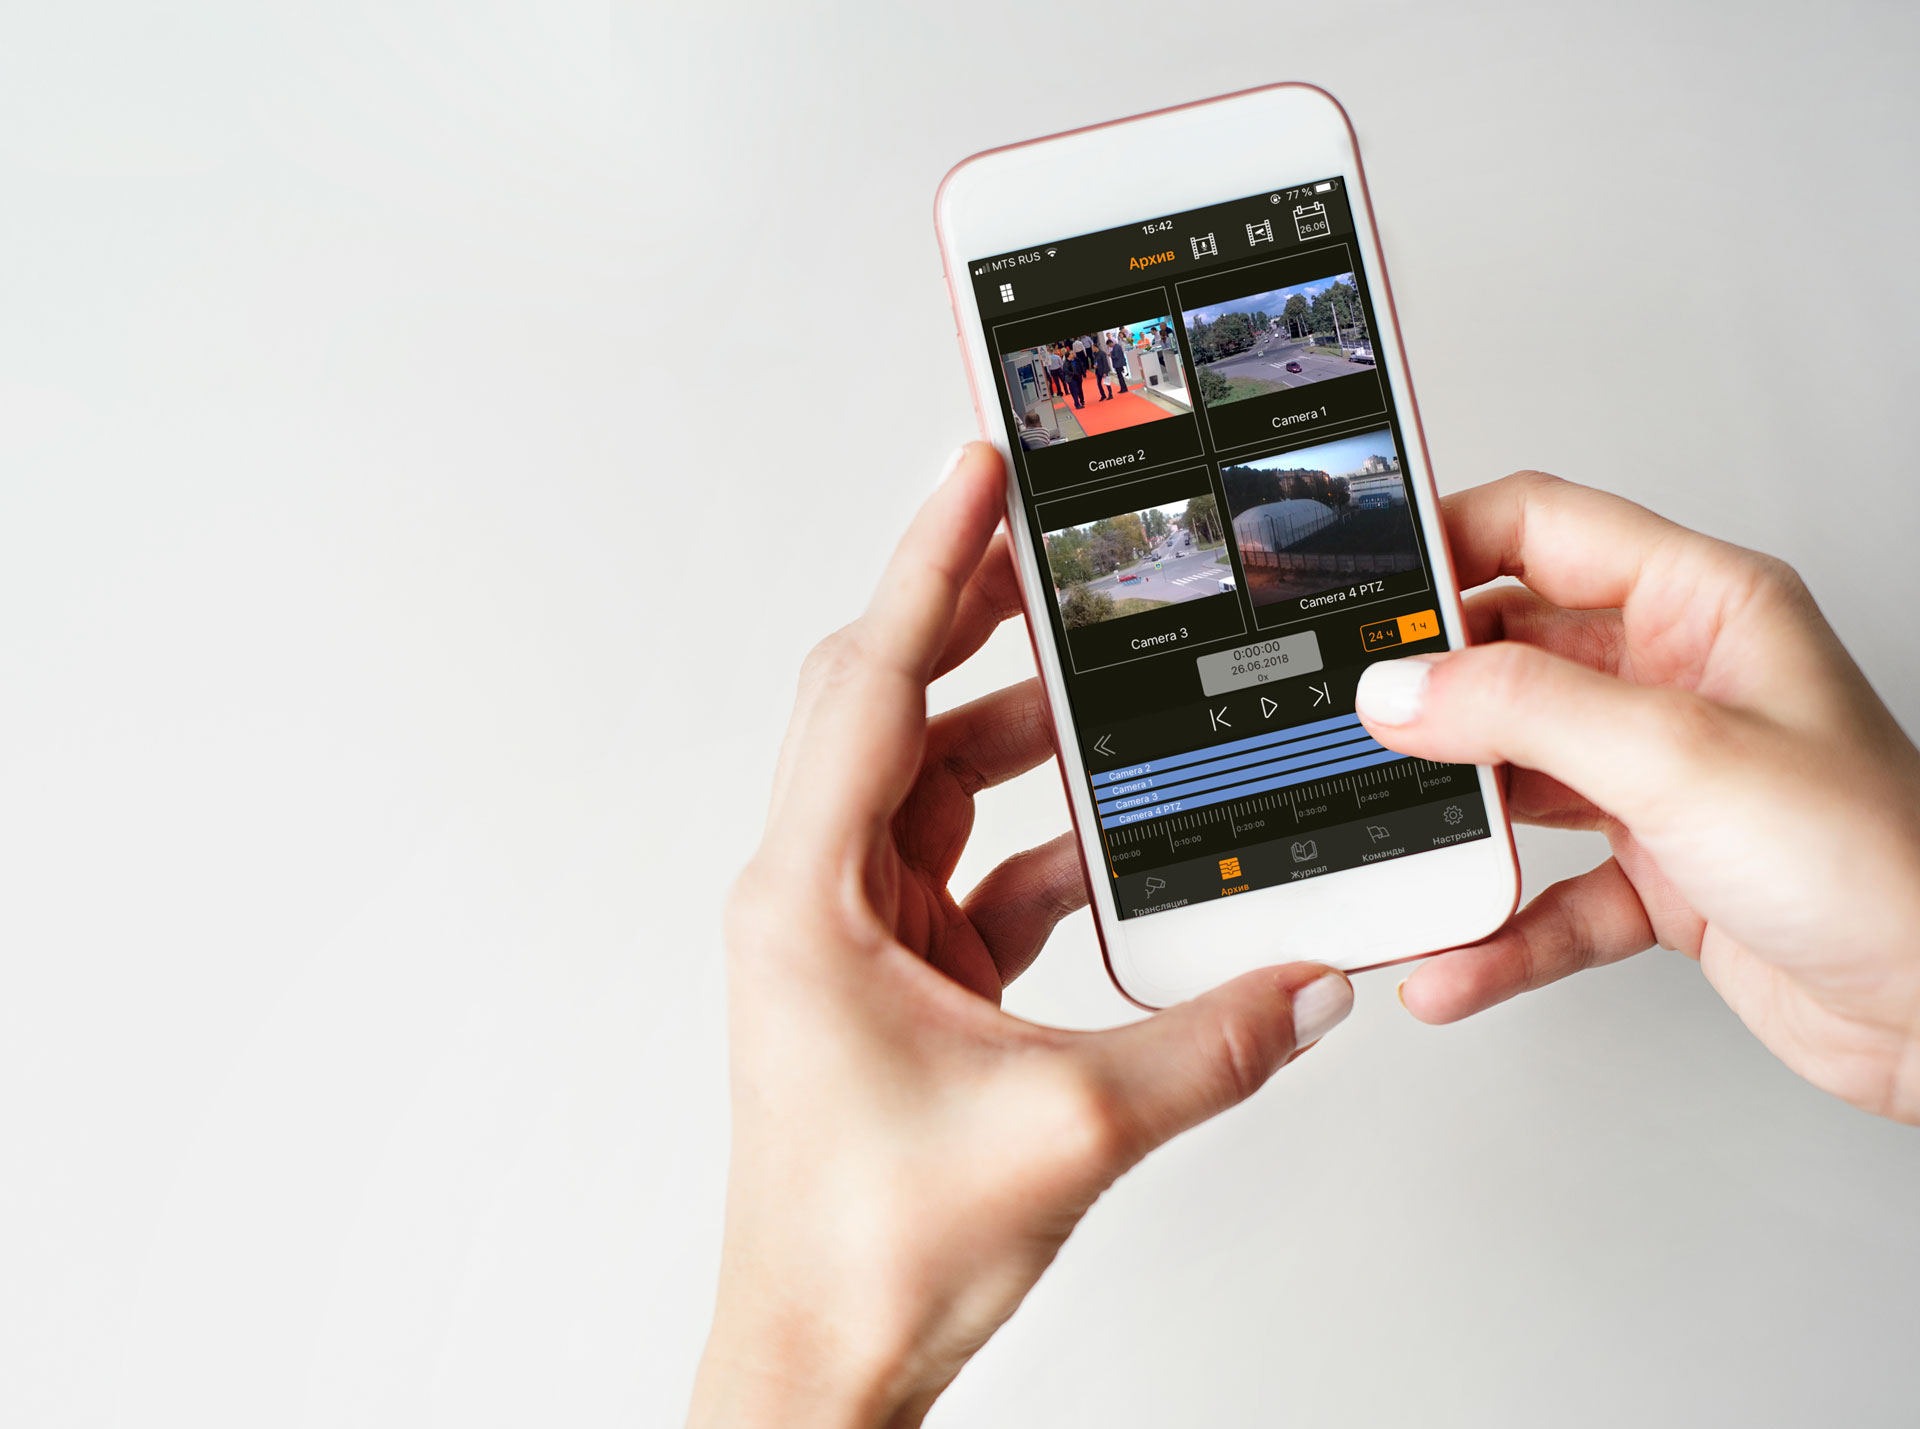 MTS RUS
15:42
77 %
Архив
26.06
Camera 2
Camera 1
Camera 3
Camera 4 PTZ
24 ч
1 ч
0:00:00
26.06.2018
0x
Camera 2
Camera 1
Camera 3
Camera 4 PTZ
0:00:00
0:10:00
0:20:00
0:30:00
0:40:00
0:50:00
Трансляция
Архив
Журнал
Команды
Настройки